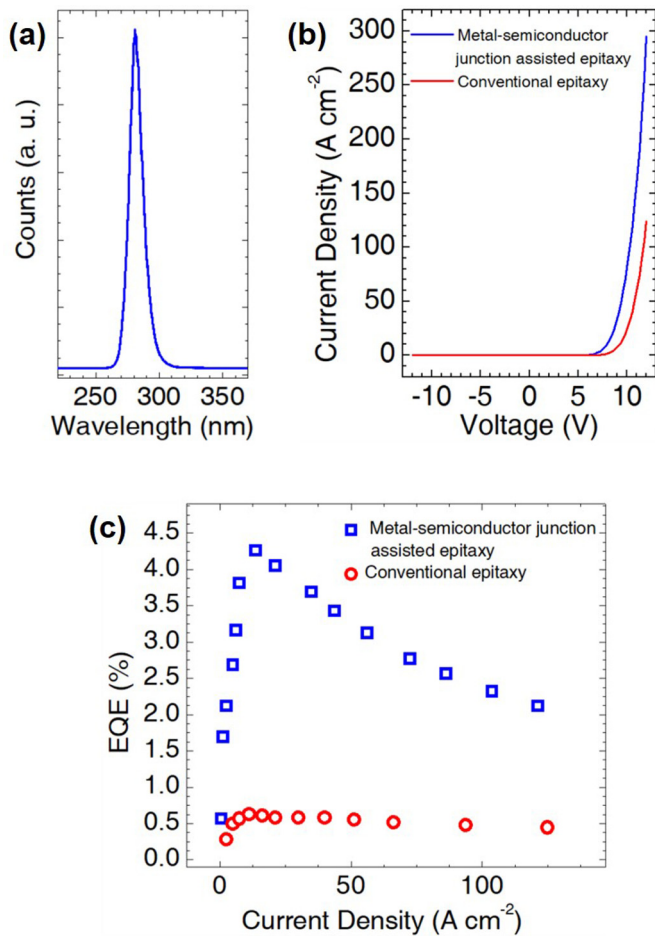 (a)
Counts (a. u.)
250
300
350
Wavelength (nm)
(b)
300
250
200
150
100
50
0
Current Density (A cm-2)
Metal-semiconductor
junction assisted epitaxy
Conventional epitaxy
-10
-5
0
5
10
Voltage (V)
(c)
4.5
4.0
3.5
3.0
2.5
2.0
1.5
1.0
0.5
0.0
EQE (%)
Metal-semiconductor junction
assisted epitaxy
Conventional epitaxy
0
50
100
Current Density (A cm-2)